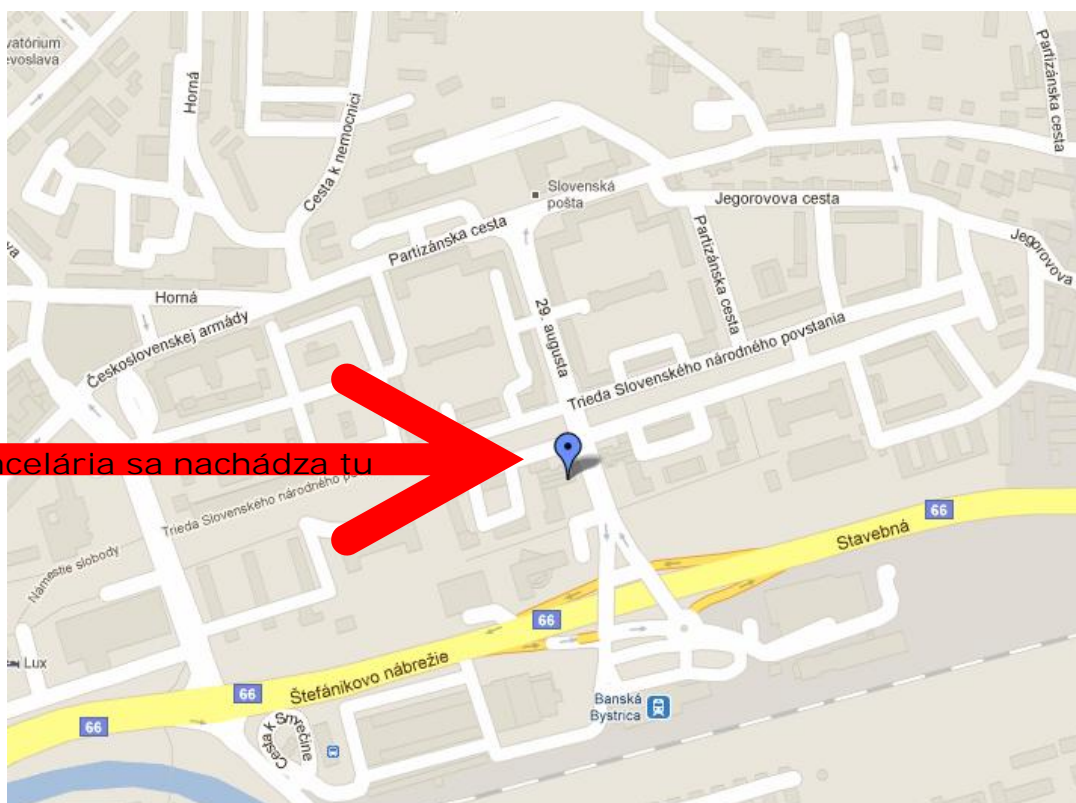 Partizánska cesta
vatórium
evoslava
Horná
Cesta k nemocnici
Slovenská
pošta
Jegorovova cesta
Partizánska cesta
Partizánska cesta
Jegorovova
Horná
29. augusta
Československej armády
Trieda Slovenského národného povstania
ncelária sa nachádza tu
Trieda Slovenského národného po
Námestie slobody
66
Stavebná
66
Lux
Štefánikovo nábrežie
66
66
Banská
Bystrica
Cesta k
Smrečine